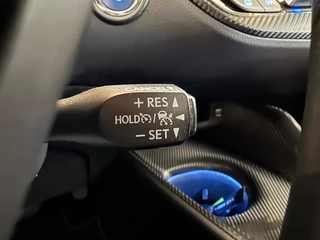 CANCEL
+ RES ▲
HOLD / ◀
− SET ▼